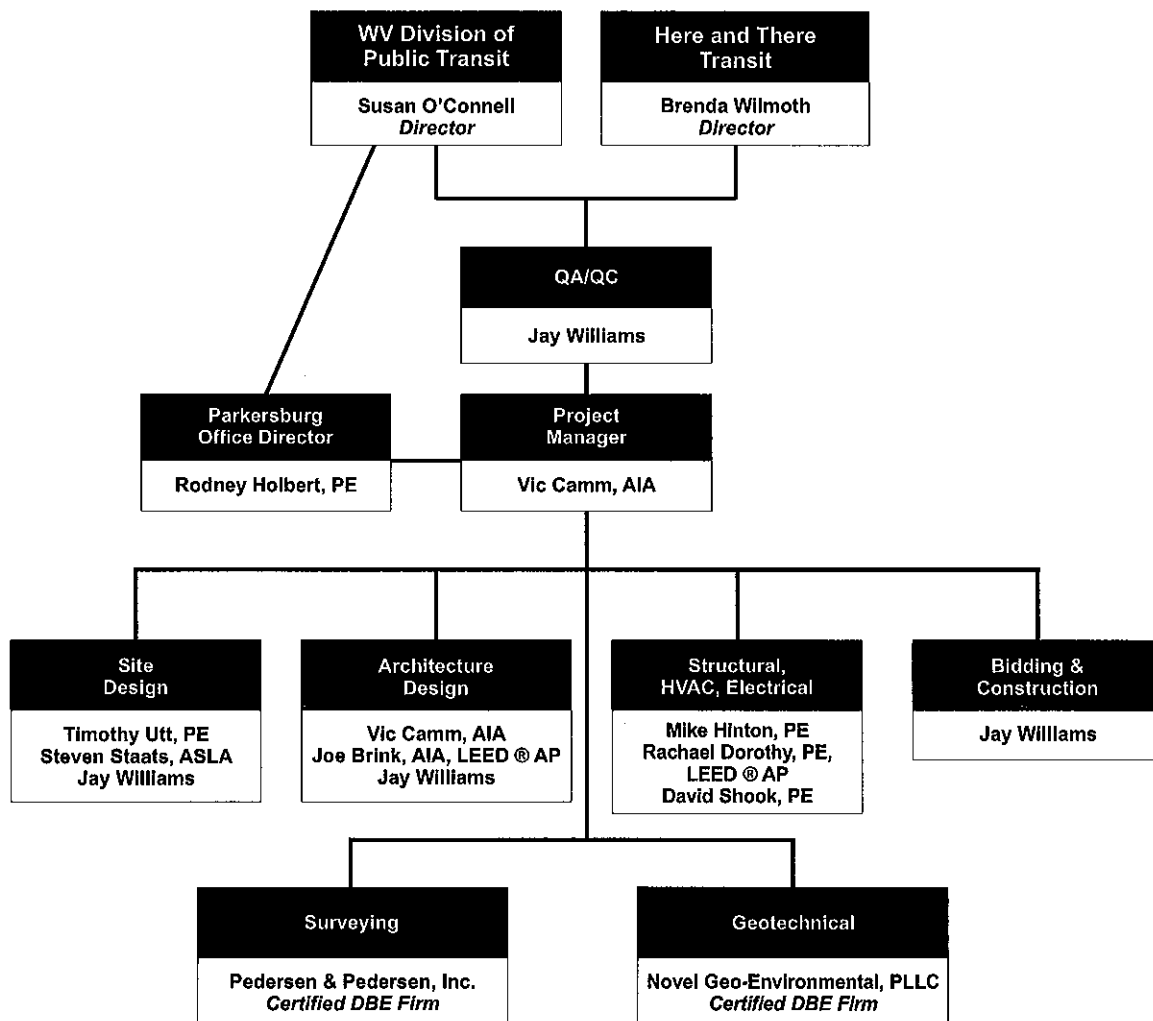 WV Division of
Public Transit
Susan O'Connell
Director
Here and There
Transit
Brenda Wilmoth
Director
QA/QC
Jay Williams
Parkersburg
Office Director
Rodney Holbert, PE
Project
Manager
Vic Camm, AIA
Site
Design
Timothy Utt, PE
Steven Staats, ASLA
Jay Williams
Architecture
Design
Vic Camm, AIA
Joe Brink, AIA, LEED ® AP
Jay Williams
Structural,
HVAC, Electrical
Mike Hinton, PE
Rachael Dorothy, PE,
LEED ® AP
David Shook, PE
Bidding &
Construction
Jay Williams
Surveying
Pedersen & Pedersen, Inc.
Certified DBE Firm
Geotechnical
Novel Geo-Environmental, PLLC
Certified DBE Firm